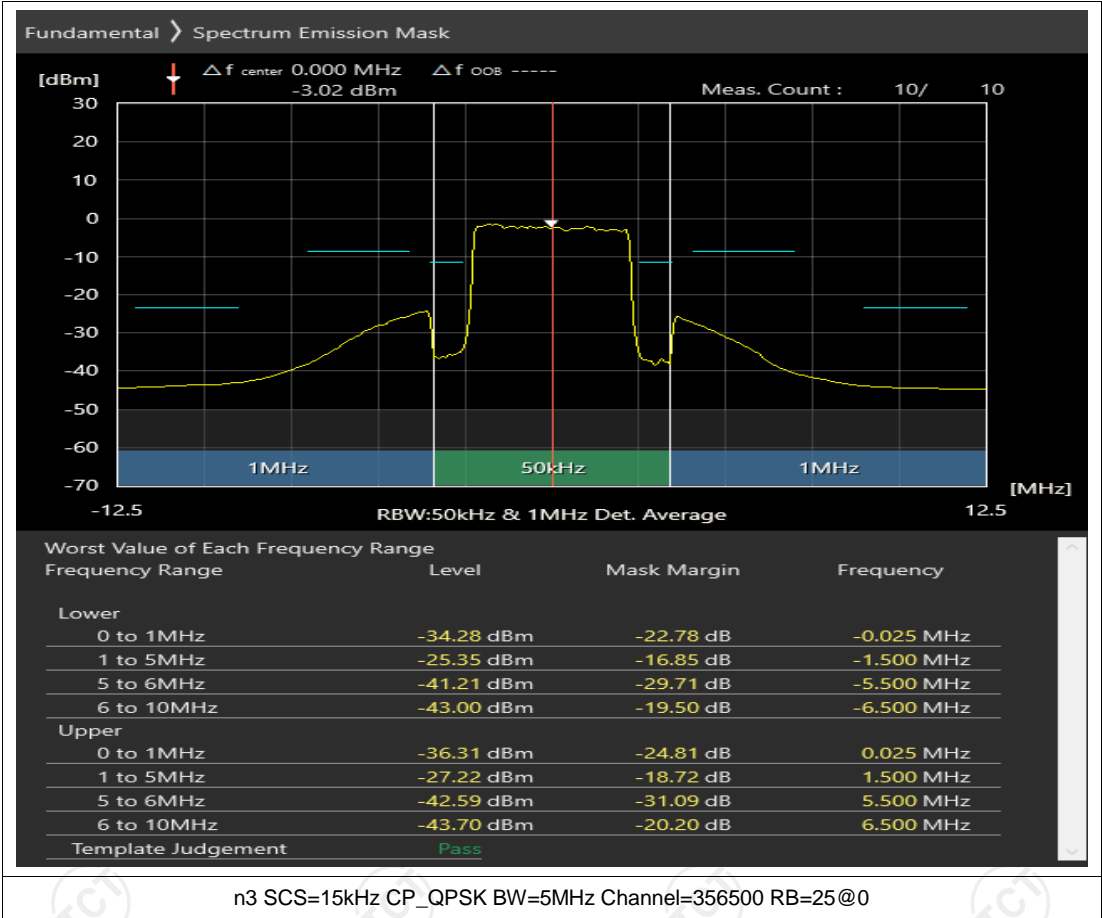 Fundamental ❯ Spectrum Emission Mask
[dBm] △f center 0.000 MHz △f OOB -----
-3.02 dBm Meas. Count : 10/ 10
30
20
10
0
-10
-20
-30
-40
-50
-60
1MHz 50kHz 1MHz
-70
[MHz]
-12.5 RBW:50kHz & 1MHz Det. Average 12.5
Worst Value of Each Frequency Range
Frequency Range Level Mask Margin Frequency
Lower
0 to 1MHz -34.28 dBm -22.78 dB -0.025 MHz
1 to 5MHz -25.35 dBm -16.85 dB -1.500 MHz
5 to 6MHz -41.21 dBm -29.71 dB -5.500 MHz
6 to 10MHz -43.00 dBm -19.50 dB -6.500 MHz
Upper
0 to 1MHz -36.31 dBm -24.81 dB 0.025 MHz
1 to 5MHz -27.22 dBm -18.72 dB 1.500 MHz
5 to 6MHz -42.59 dBm -31.09 dB 5.500 MHz
6 to 10MHz -43.70 dBm -20.20 dB 6.500 MHz
Template Judgement Pass
n3 SCS=15kHz CP_QPSK BW=5MHz Channel=356500 RB=25@0
TCT TCT TCT